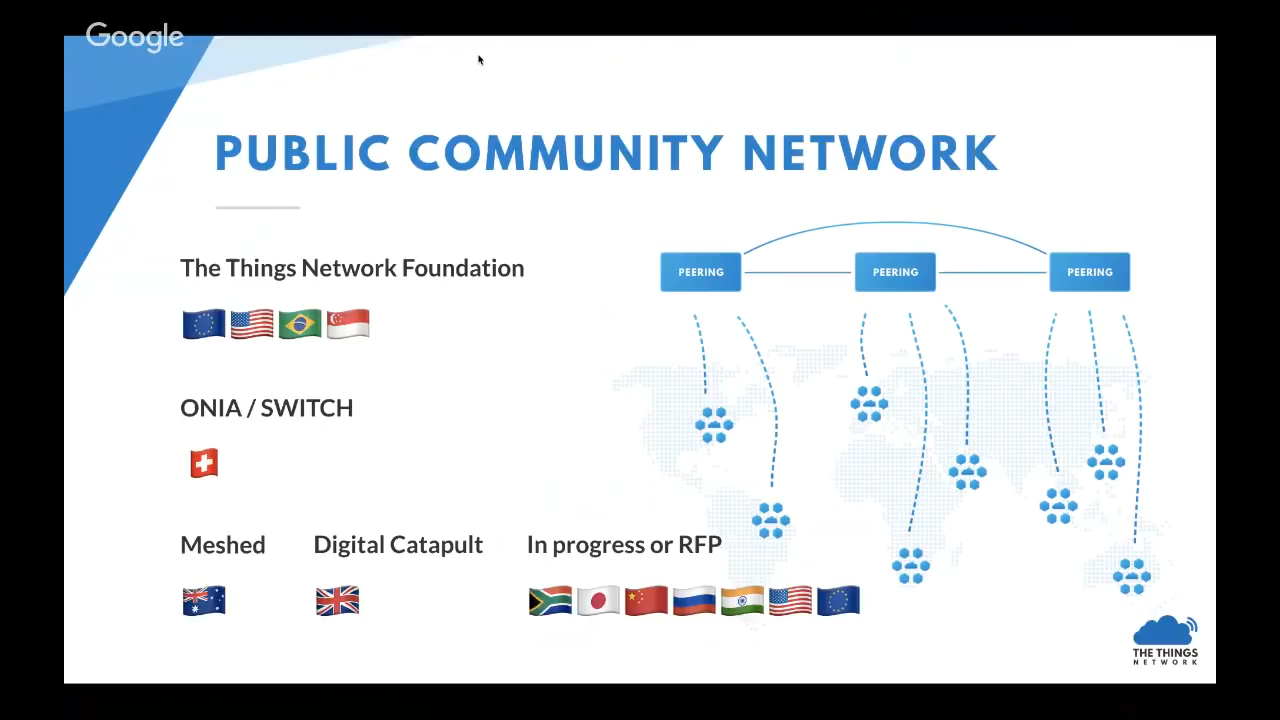 Google
PUBLIC COMMUNITY NETWORK
The Things Network Foundation
PEERING
PEERING
PEERING
ONIA / SWITCH
Meshed
Digital Catapult
In progress or RFP
THE THINGS
NETWORK